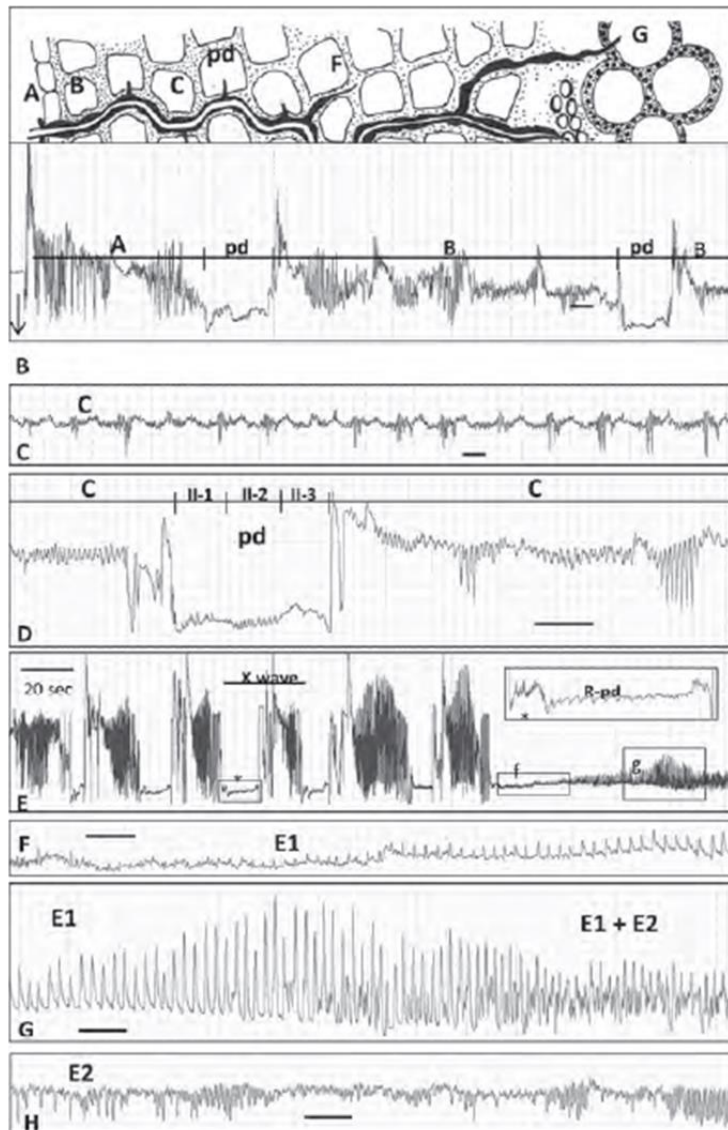 G
pd
F
A B C
A pd B pd B
B
C
C
C II-1 II-2 II-3 C
pd
D
X wave
20 sec R-pd
*
*
f g
E
F E1
E1 E1 + E2
G
E2
H